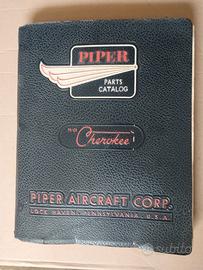 PIPER
PARTS
CATALOG
Cherokee
PIPER AIRCRAFT CORP.
LOCK HAVEN, PENNSYLVANIA, U.S.A.
subito